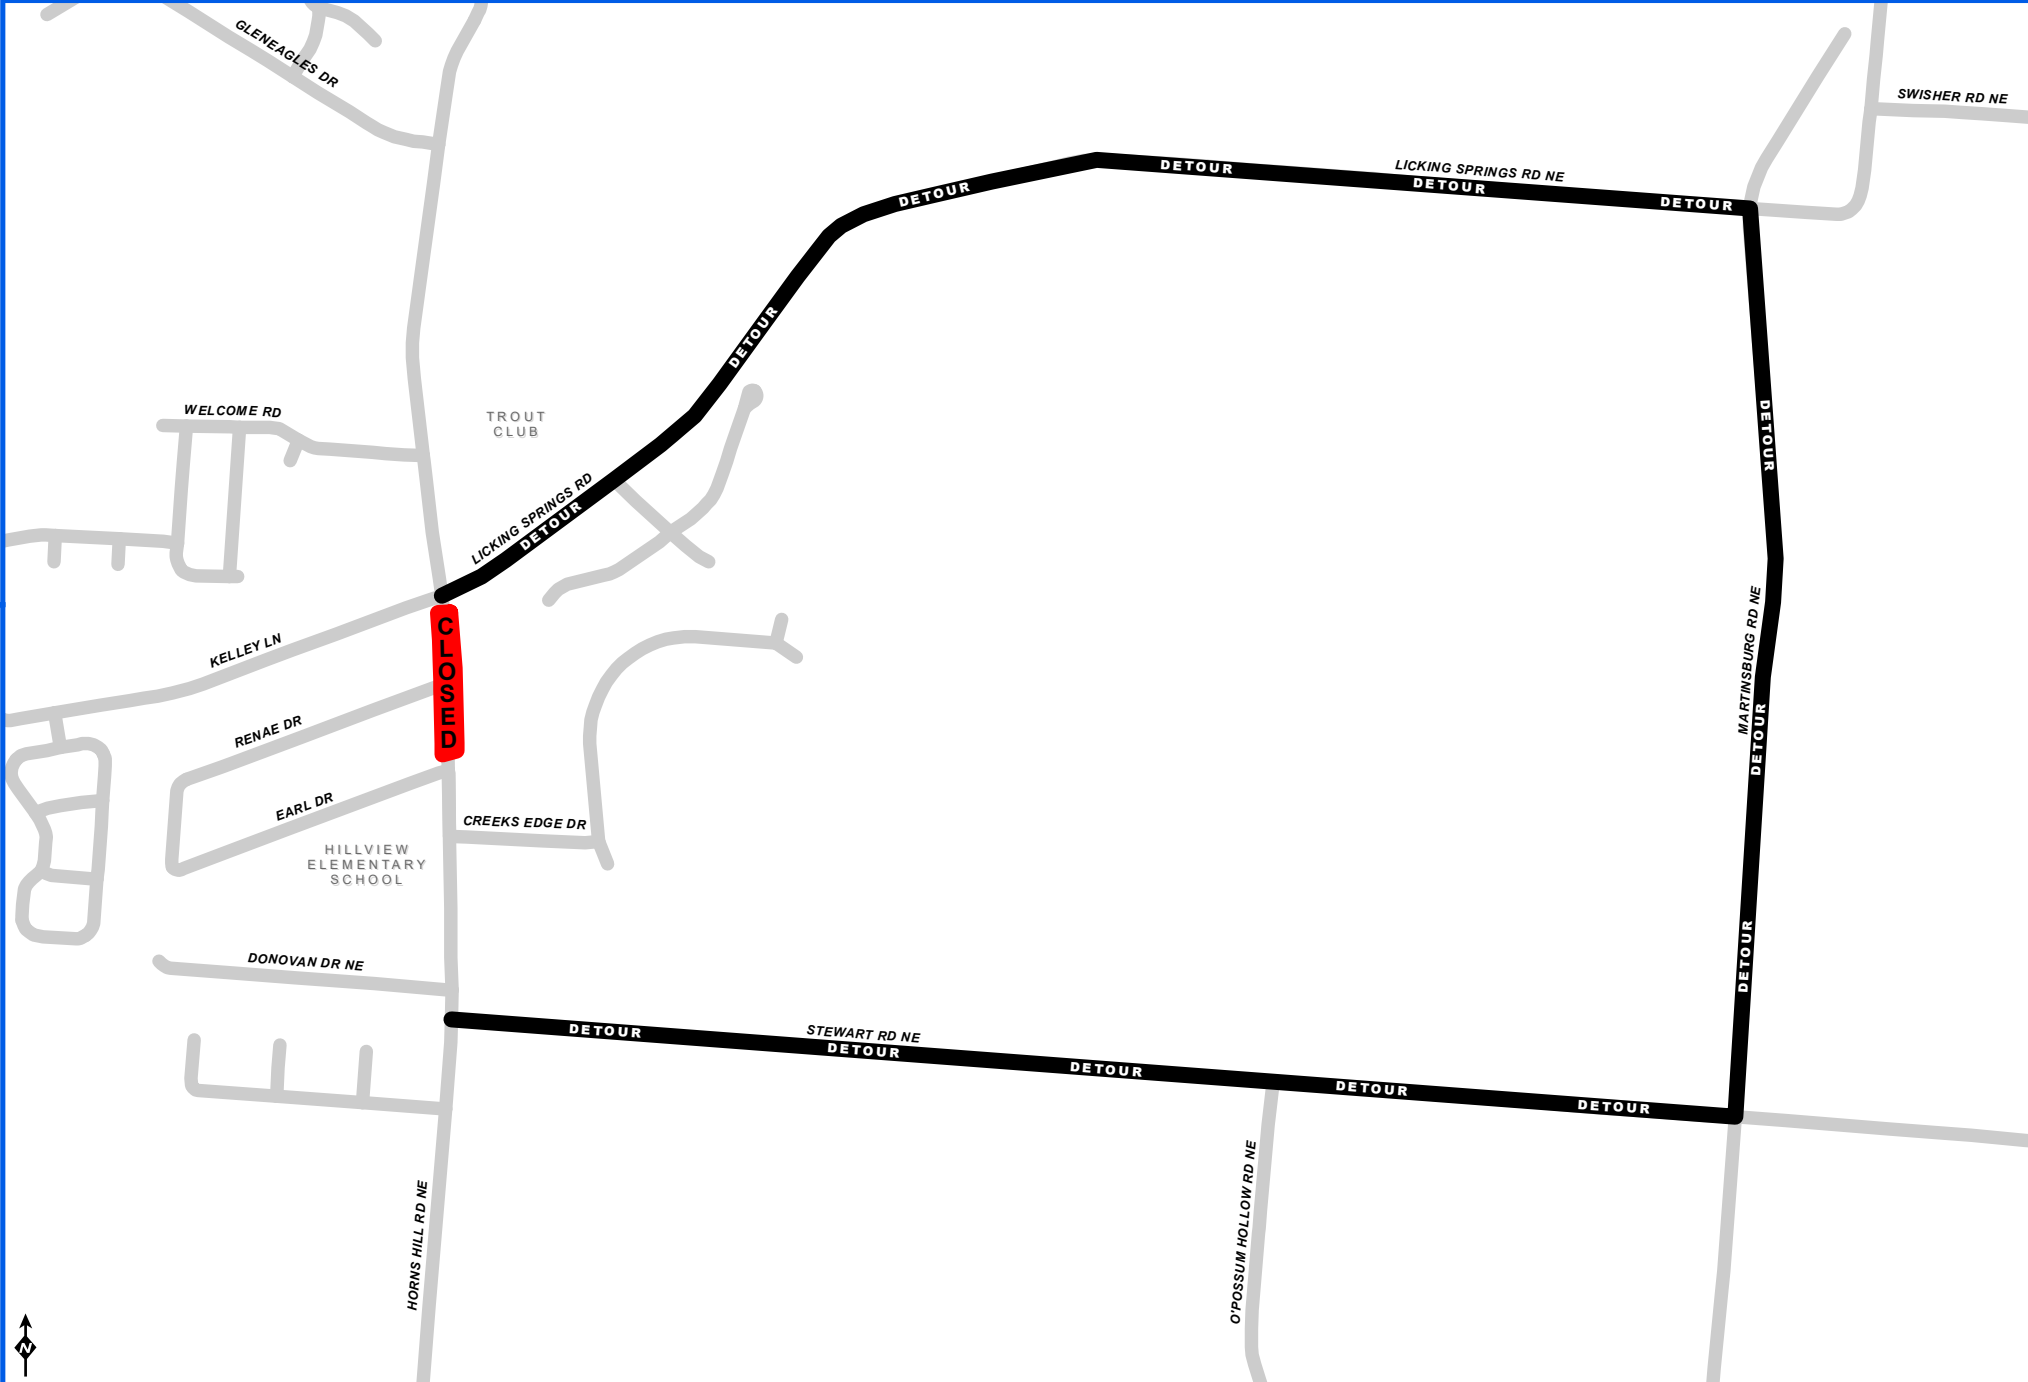 GLENEAGLES DR
SWISHER RD NE
LICKING SPRINGS RD NE
DETOUR
DETOUR
DETOUR
DETOUR
DETOUR
WELCOME RD
TROUT
CLUB
DETOUR
LICKING SPRINGS RD
DETOUR
MARTINSBURG RD NE
CLOSED
KELLEY LN
RENAE DR
DETOUR
EARL DR
CREEKS EDGE DR
HILLVIEW
ELEMENTARY
SCHOOL
DETOUR
DONOVAN DR NE
STEWART RD NE
DETOUR
DETOUR
DETOUR
DETOUR
DETOUR
HORNS HILL RD NE
O'POSSUM HOLLOW RD NE
N